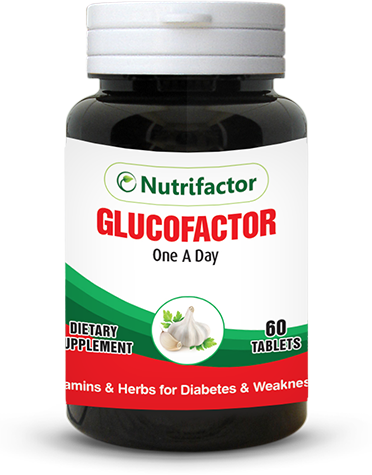 Nutrifactor
GLUCOFACTOR
One A Day
DIETARY
UPPLEMENT
60
TABLETS
amins & Herbs for Diabetes & Weaknes